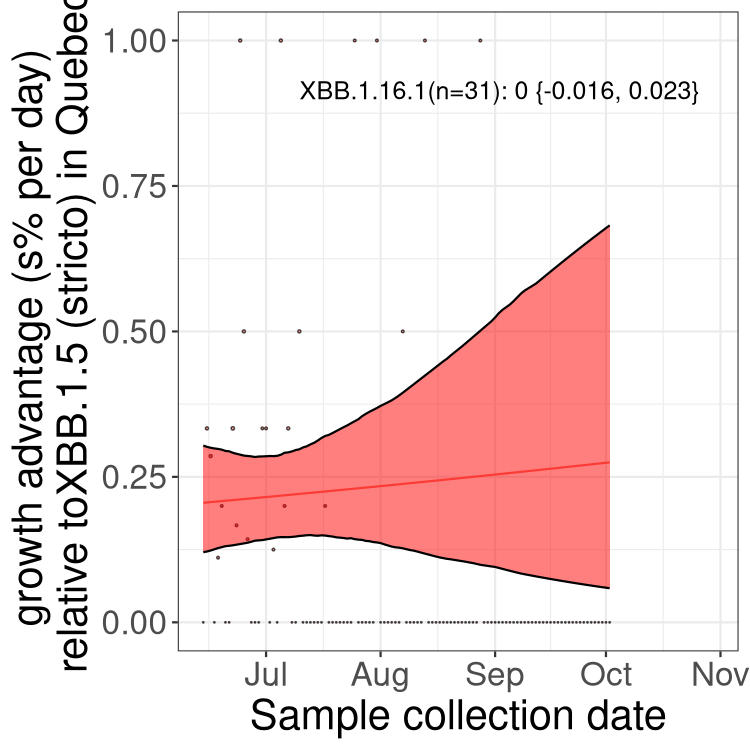 growth advantage (s% per day)
relative toXBB.1.5 (stricto) in Quebec
1.00
0.75
0.50
0.25
0.00
XBB.1.16.1(n=31): 0 {-0.016, 0.023}
Jul
Aug
Sep
Oct
Nov
Sample collection date